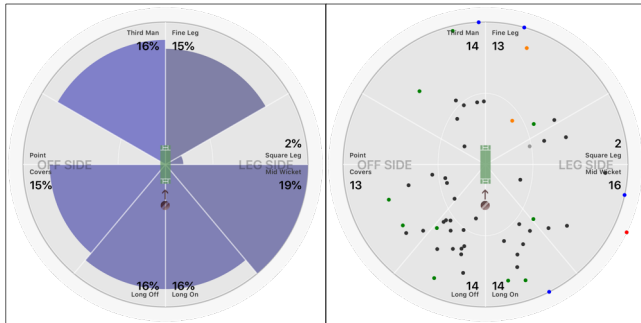 Third Man
16%
Fine Leg
15%
Point
OFF SIDE
Covers
15%
2%
Square Leg
LEG SIDE
Mid Wicket
19%
16%
Long Off
16%
Long On
Third Man
14
Fine Leg
13
Point
OFF SIDE
Covers
13
2
Square Leg
LEG SIDE
Mid Wicket
16
14
Long Off
14
Long On